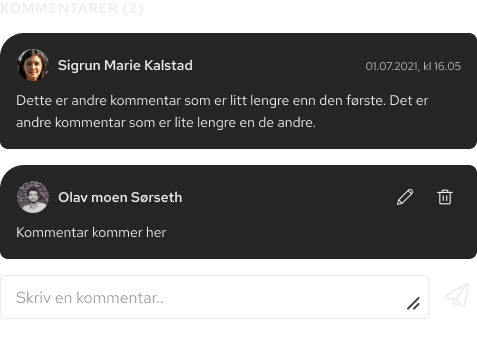 KOMMENTARER (2)
Sigrun Marie Kalstad
01.07.2021, kl 16.05
Dette er andre kommentar som er litt lengre enn den første. Det er
andre kommentar som er lite lengre en de andre.
Olav moen Sørseth
Kommentar kommer her
Skriv en kommentar..